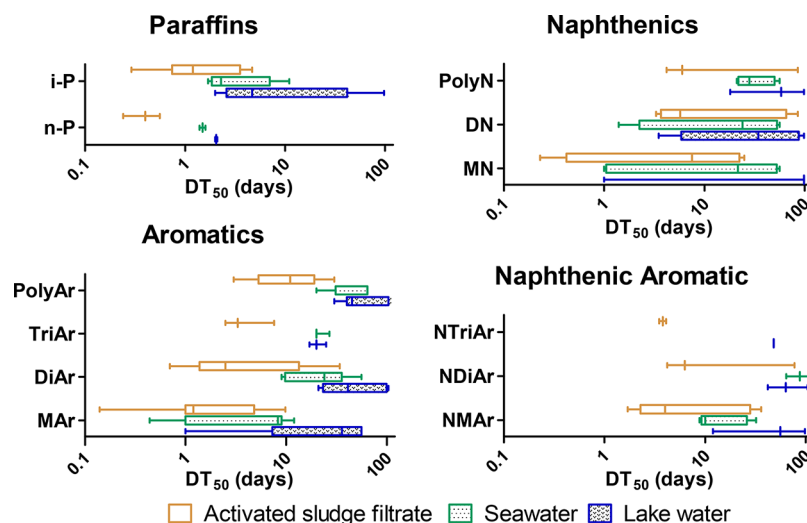 Paraffins
i-P
n-P
0.1 1 10 100
DT50 (days)
Naphthenics
PolyN
DN
MN
0.1 1 10 100
DT50 (days)
Aromatics
PolyAr
TriAr
DiAr
MAr
0.1 1 10 100
DT50 (days)
Naphthenic Aromatic
NTriAr
NDiAr
NMAr
0.1 1 10 100
DT50 (days)
Activated sludge filtrate Seawater Lake water